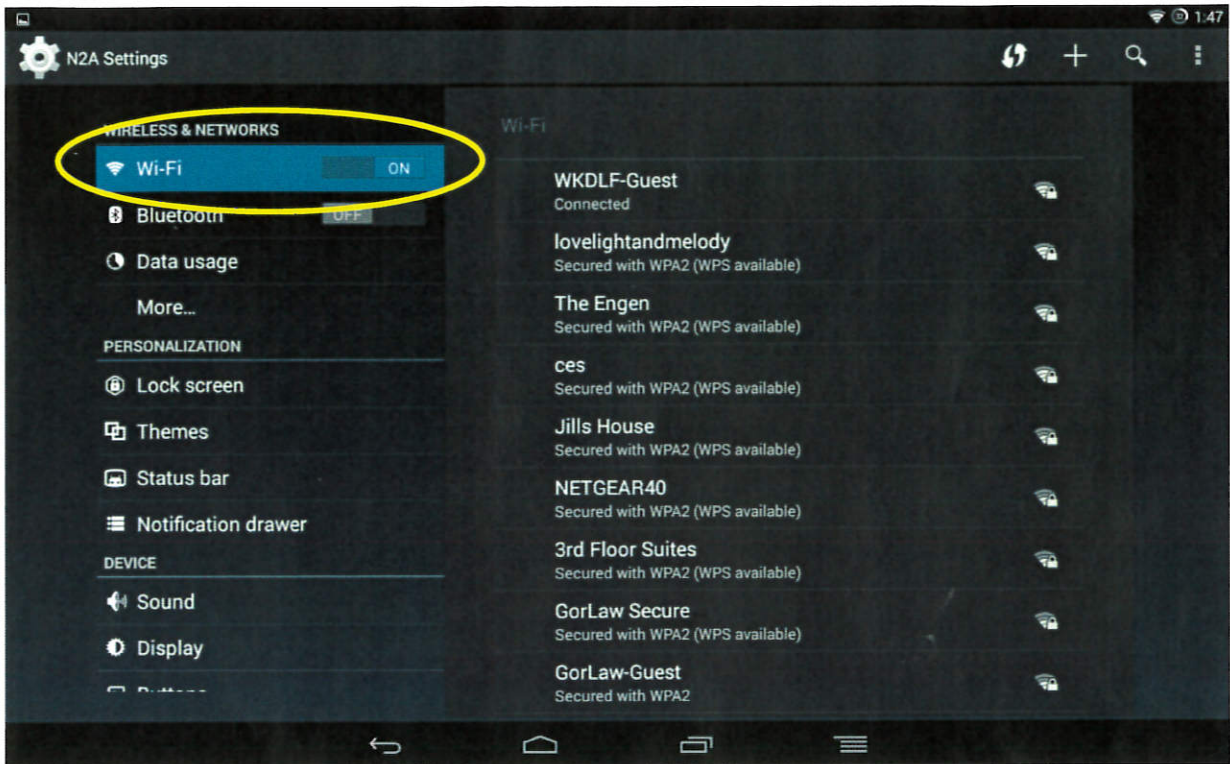 1:47
N2A Settings
WIRELESS & NETWORKS
Wi-Fi ON
Bluetooth OFF
Data usage
More...
PERSONALIZATION
Lock screen
Themes
Status bar
Notification drawer
DEVICE
Sound
Display
Buttons
Wi-Fi
WKDLF-Guest
Connected
lovelightandmelody
Secured with WPA2 (WPS available)
The Engen
Secured with WPA2 (WPS available)
ces
Secured with WPA2 (WPS available)
Jills House
Secured with WPA2 (WPS available)
NETGEAR40
Secured with WPA2 (WPS available)
3rd Floor Suites
Secured with WPA2 (WPS available)
GorLaw Secure
Secured with WPA2 (WPS available)
GorLaw-Guest
Secured with WPA2